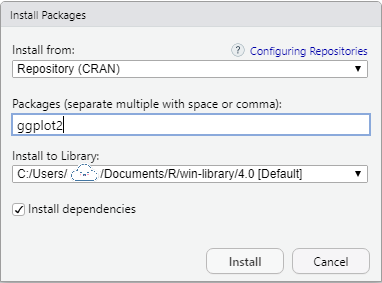 Install Packages
Install from:
? Configuring Repositories
Repository (CRAN)
Packages (separate multiple with space or comma):
ggplot2
Install to Library:
C:/Users/ /Documents/R/win-library/4.0 [Default]
Install dependencies
Install Cancel